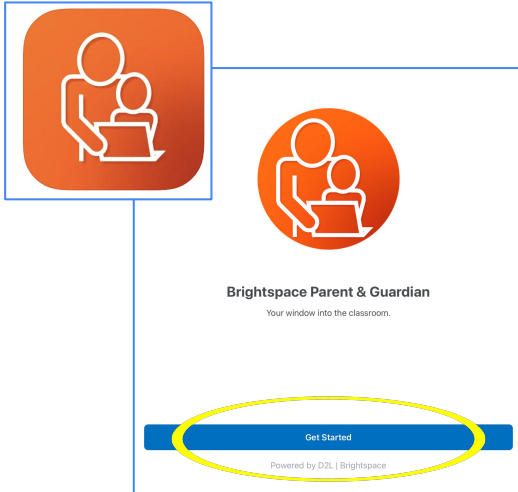 Brightspace Parent & Guardian
Your window into the classroom.
Get Started
Powered by D2L | Brightspace